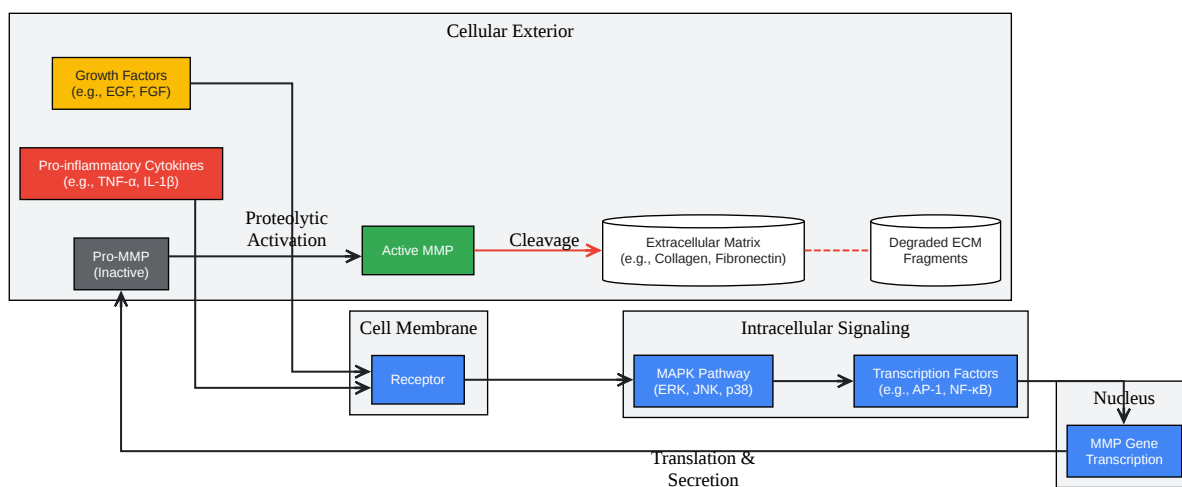 Cellular Exterior
Growth Factors
(e.g., EGF, FGF)
Pro-inflammatory Cytokines
(e.g., TNF-α, IL-1β)
Proteolytic
Activation
Pro-MMP
(Inactive)
Active MMP
Cleavage
Extracellular Matrix
(e.g., Collagen, Fibronectin)
Degraded ECM
Fragments
Cell Membrane
Receptor
Intracellular Signaling
MAPK Pathway
(ERK, JNK, p38)
Transcription Factors
(e.g., AP-1, NF-κB)
Nucleus
MMP Gene
Transcription
Translation &
Secretion